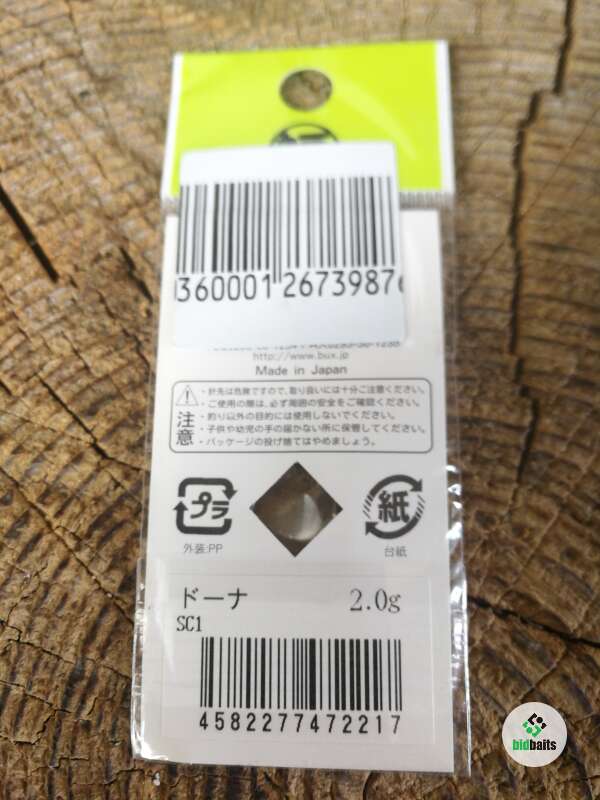 360001 26739876
http://www.bux.jp
Made in Japan
注意
・針先は危険ですので、取り扱いには十分ご注意ください。
・ご使用の際は、必ず周囲の安全をご確認ください。
・釣り以外の目的には使用しないでください。
・子供や幼児の手の届かない所に保管してください。
・パッケージの投げ捨てはやめましょう。
プラ
紙
外装:PP
台紙
ドーナ 2.0g
SC1
4582277472217
bidbaits